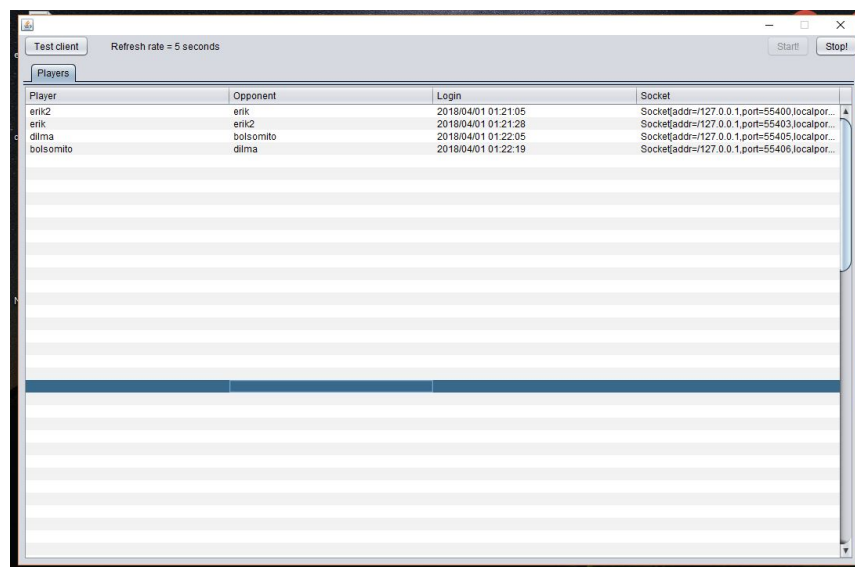 Test client Refresh rate = 5 seconds Start! Stop!
Players
Player Opponent Login Socket
erik2 erik 2018/04/01 01:21:05 Socket[addr=/127.0.0.1,port=55400,localpor...
erik erik2 2018/04/01 01:21:28 Socket[addr=/127.0.0.1,port=55403,localpor...
dilma bolsomito 2018/04/01 01:22:05 Socket[addr=/127.0.0.1,port=55405,localpor...
bolsomito dilma 2018/04/01 01:22:19 Socket[addr=/127.0.0.1,port=55406,localpor...